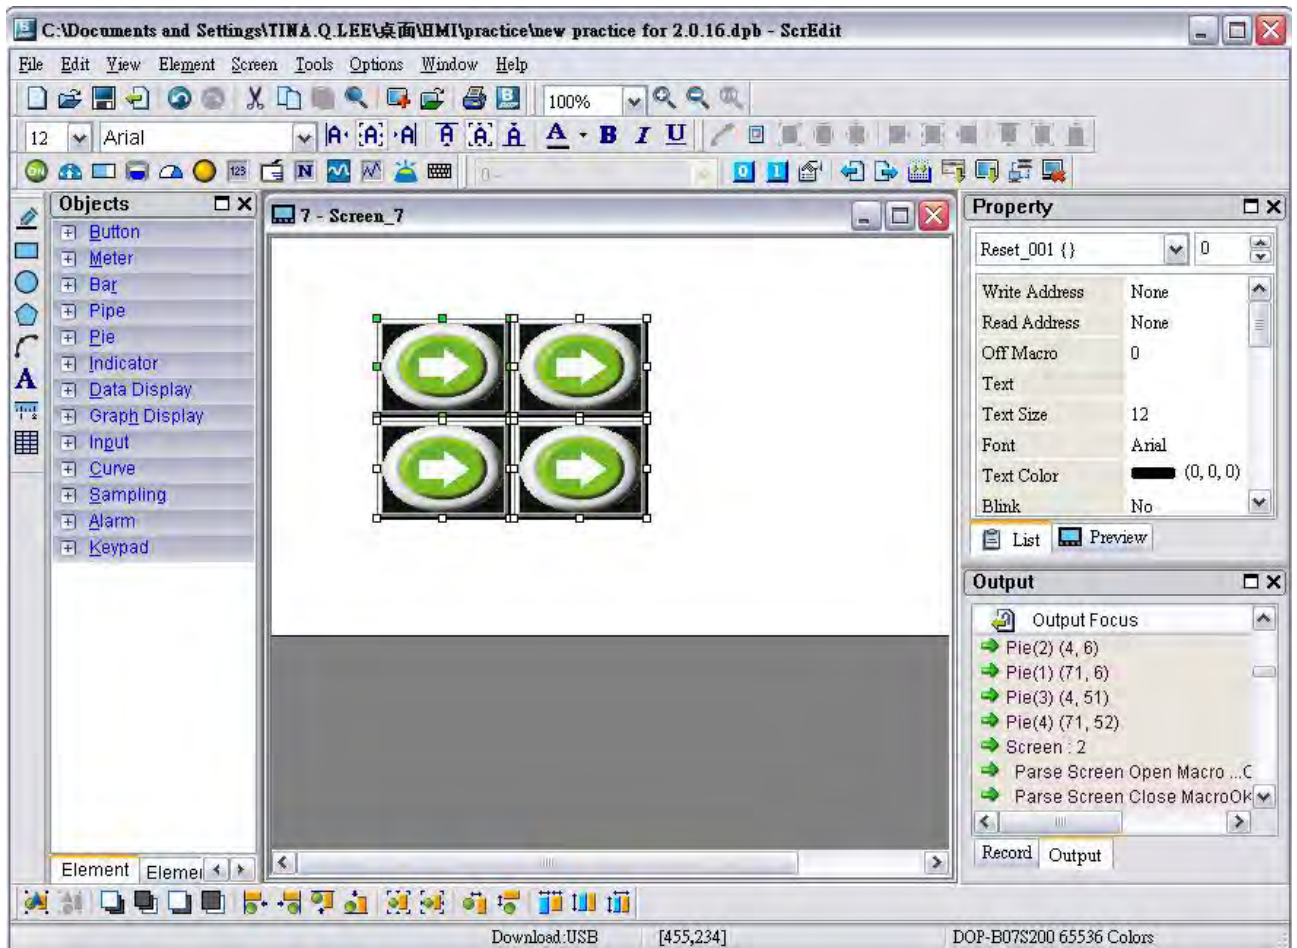 C:\Documents and Settings\TINA.Q.LEE\桌面\HMI\practice\new practice for 2.0.16.dpb - ScrEdit
File Edit View Element Screen Tools Options Window Help
100%
12 Arial
A A A A A A A B I U
ON 123 N 0 - 0 1
Objects
Button
Meter
Bar
Pipe
Pie
Indicator
Data Display
Graph Display
Input
Curve
Sampling
Alarm
Keypad
Element Elemer
7 - Screen_7
Property
Reset_001 {} 0
Write Address None
Read Address None
Off Macro 0
Text
Text Size 12
Font Arial
Text Color (0, 0, 0)
Blink No
List Preview
Output
Output Focus
Pie(2) (4, 6)
Pie(1) (71, 6)
Pie(3) (4, 51)
Pie(4) (71, 52)
Screen : 2
Parse Screen Open Macro ...C
Parse Screen Close MacroOk
Record Output
Download:USB [455,234] DOP-B07S200 65536 Colors